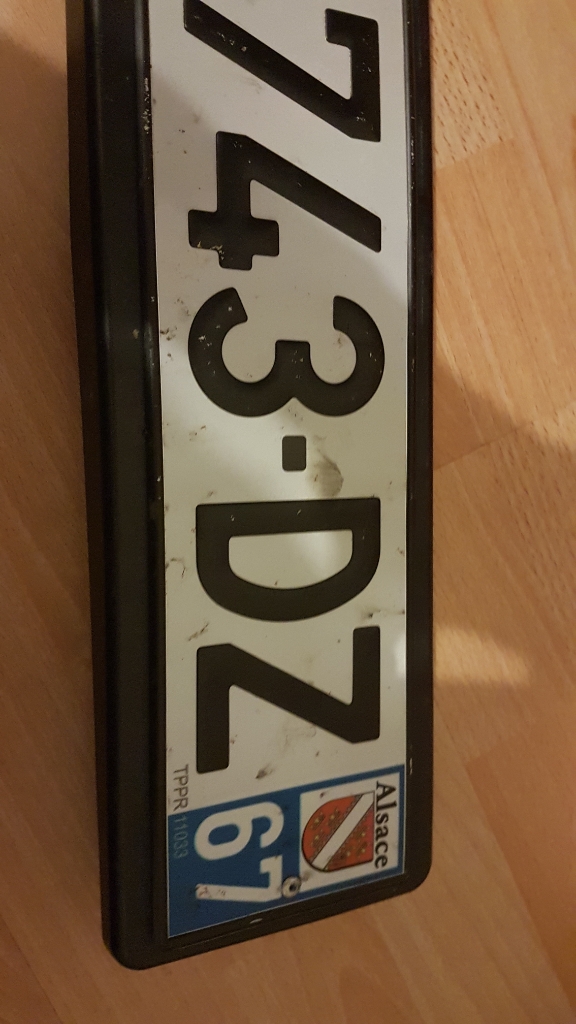 743-DZ
Alsace
67
TPPR 11033